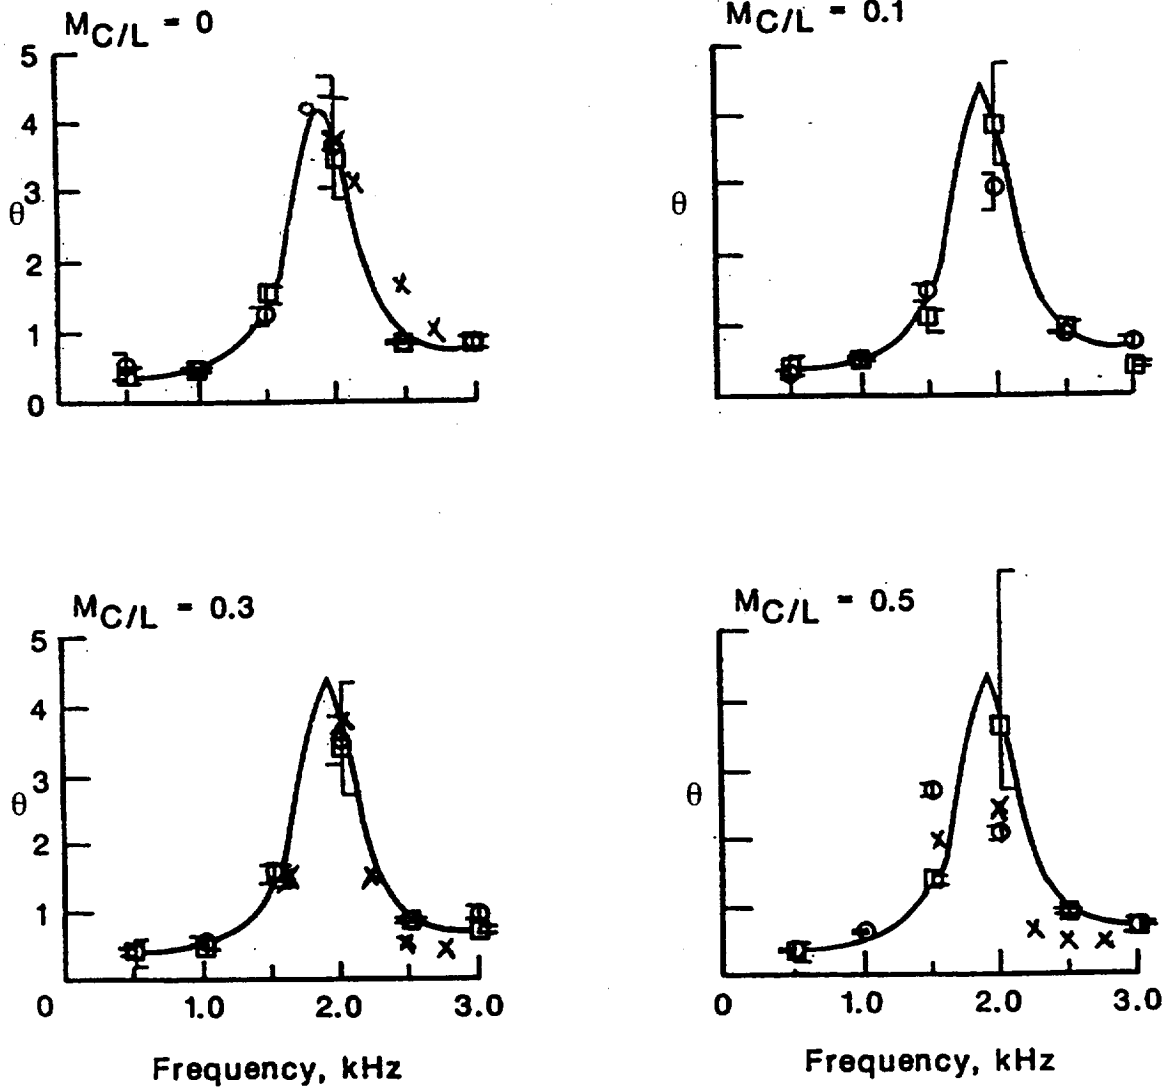 M_C/L = 0
5
4
3
2
1
0
θ
M_C/L = 0.1
θ
M_C/L = 0.3
5
4
3
2
1
0
θ
1.0
2.0
3.0
Frequency, kHz
M_C/L = 0.5
θ
0
1.0
2.0
3.0
Frequency, kHz